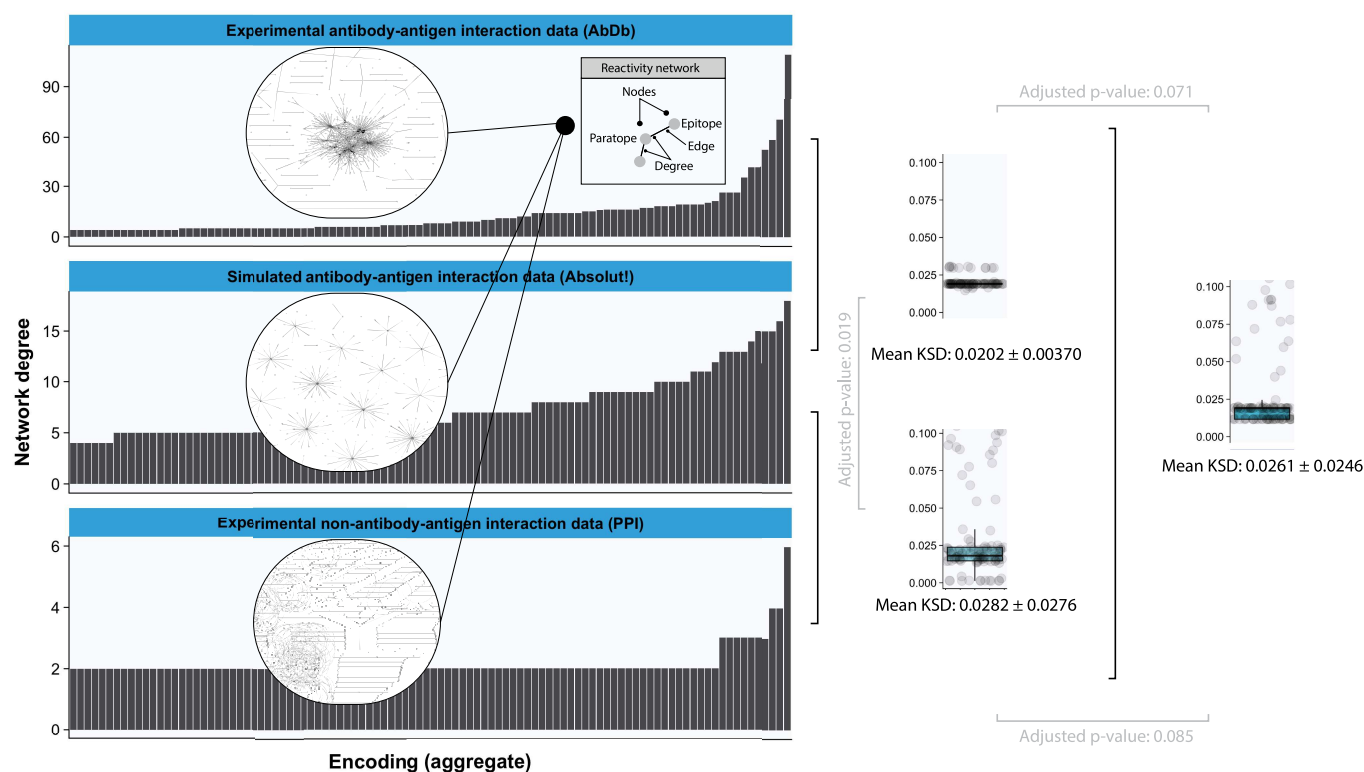 Experimental antibody-antigen interaction data (AbDb)
Network degree
90
60
30
0
Reactivity network
Nodes
Epitope
Paratope
Edge
Degree
Simulated antibody-antigen interaction data (Absolut!)
15
10
5
0
Experimental non-antibody-antigen interaction data (PPI)
6
4
2
0
Encoding (aggregate)
Adjusted p-value: 0.071
0.100
0.075
0.050
0.025
0.000
Mean KSD: 0.0202 ± 0.00370
Adjusted p-value: 0.019
0.100
0.075
0.050
0.025
0.000
Mean KSD: 0.0282 ± 0.0276
0.100
0.075
0.050
0.025
0.000
Mean KSD: 0.0261 ± 0.0246
Adjusted p-value: 0.085